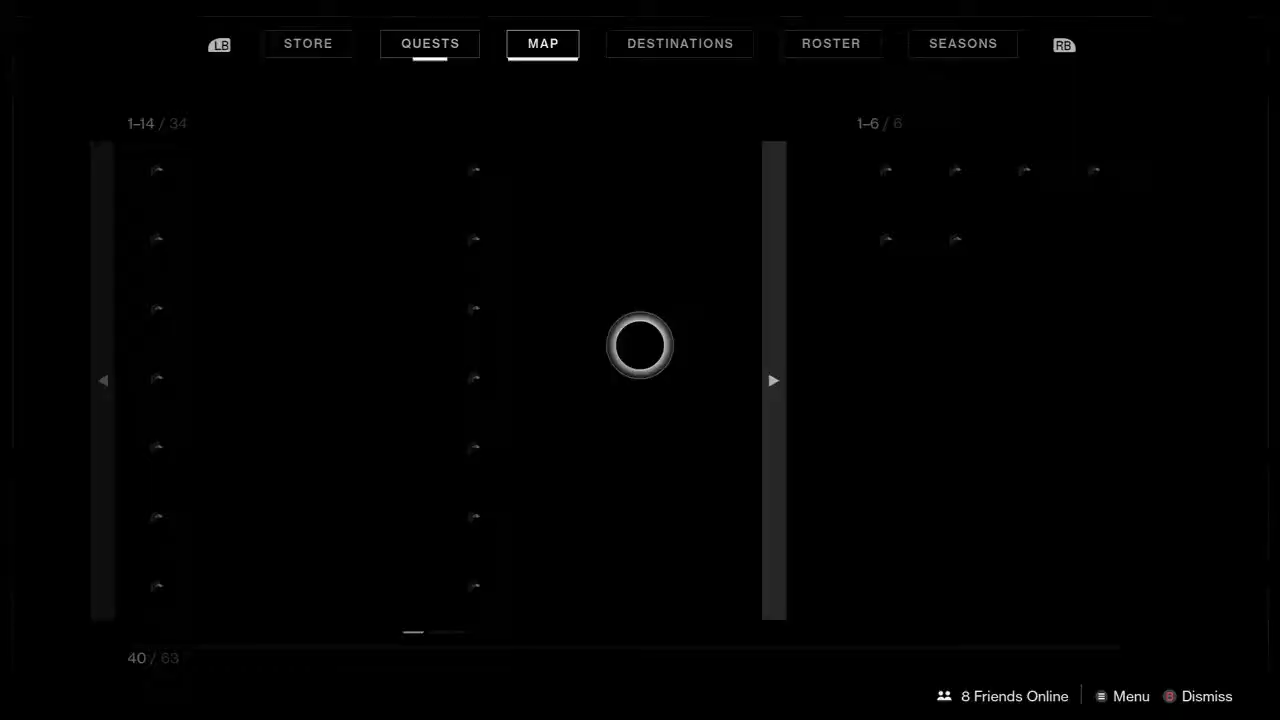 LB STORE QUESTS MAP DESTINATIONS ROSTER SEASONS RB
1–14 / 34
1–6 / 6
40 / 63
8 Friends Online Menu B Dismiss